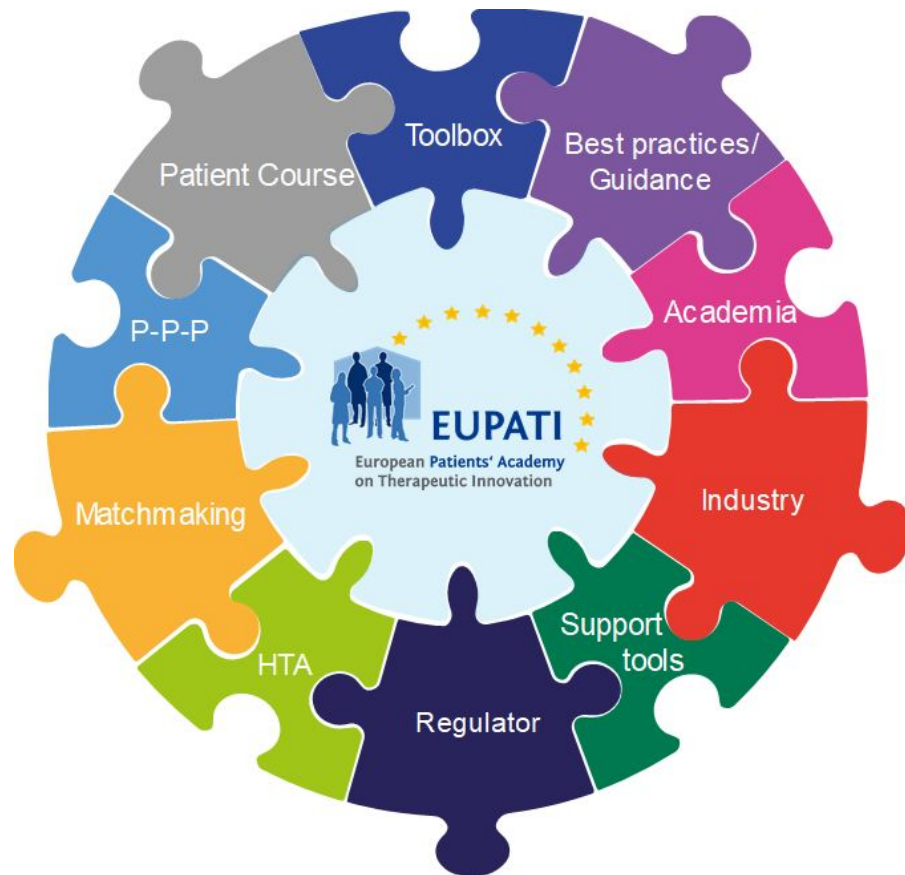 Toolbox
Best practices/
Guidance
Patient Course
Academia
P-P-P
EUPATI
European Patients' Academy
on Therapeutic Innovation
Industry
Matchmaking
Support
tools
HTA
Regulator